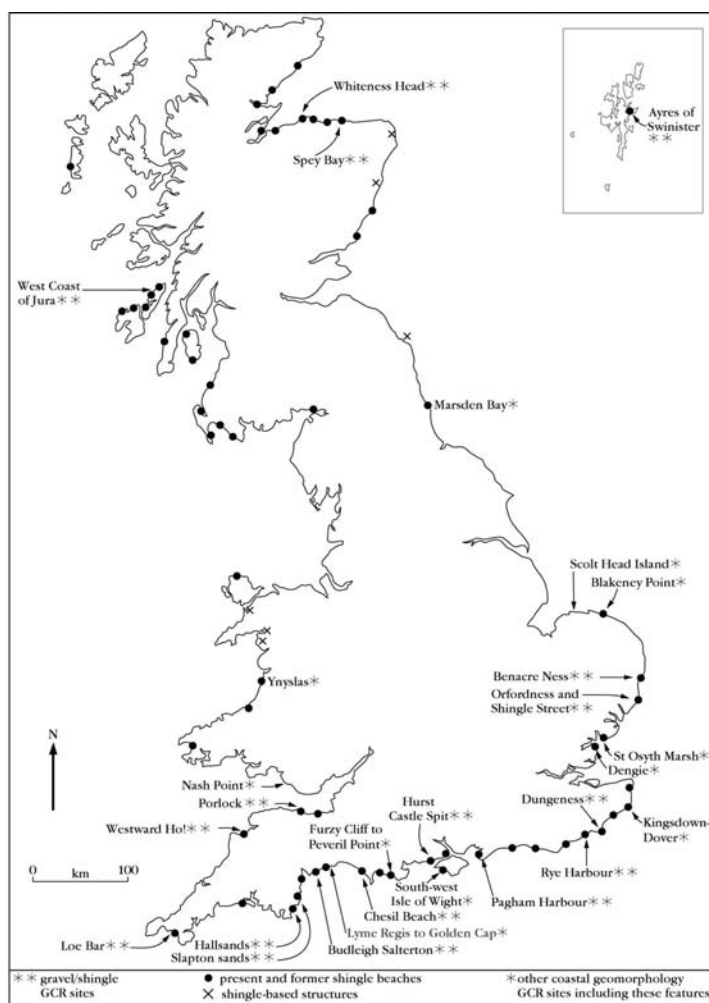 Whiteness Head**
Spey Bay**
Ayres of
Swinister
**
West Coast
of Jura**
Marsden Bay*
Scolt Head Island*
Blakeney Point*
Benacre Ness**
Orfordness and
Shingle Street**
Ynyslas*
N
St Osyth Marsh*
Dengie*
Nash Point*
Porlock**
Westward Ho!**
Hurst
Castle Spit**
Furzy Cliff to
Peveril Point*
Dungeness**
Kingsdown–
Dover*
Rye Harbour**
South-west
Isle of Wight*
Pagham Harbour**
Chesil Beach**
Lyme Regis to Golden Cap*
Budleigh Salterton**
Hallsands**
Slapton sands**
Loe Bar**
0 km 100
** gravel/shingle
GCR sites
● present and former shingle beaches
× shingle-based structures
*other coastal geomorphology
GCR sites including these features